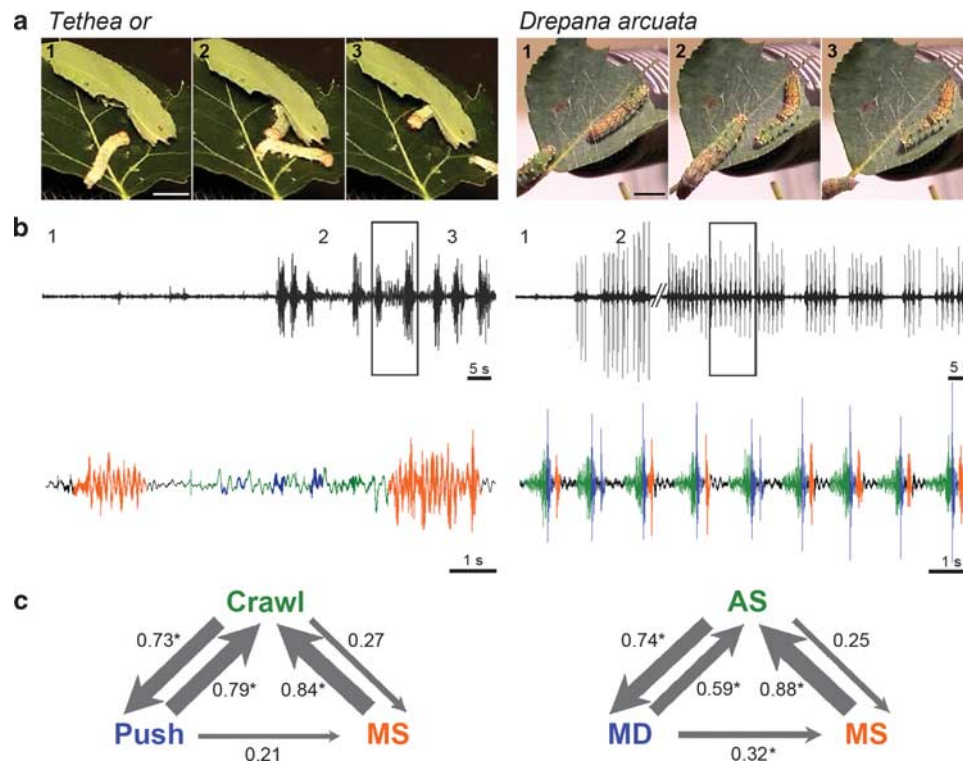 a Tethea or Drepana arcuata
1 2 3 1 2 3
b
1 2 3 1 2
5 s 5
1 s 1 s
c
Crawl AS
0.73* 0.27 0.74* 0.25
0.79* 0.84* 0.59* 0.88*
Push MS MD MS
0.21 0.32*